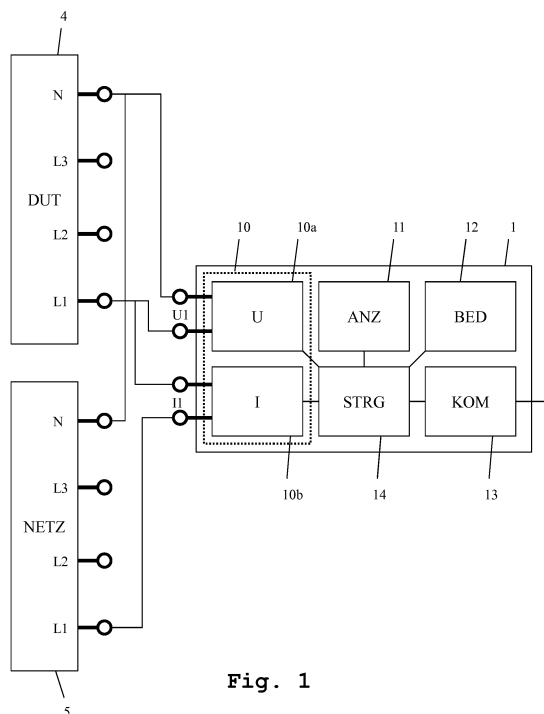 4
N
L3
DUT
L2
L1
10
10a
11
12
1
U1
U
ANZ
BED
I1
I
STRG
KOM
10b
14
13
N
L3
NETZ
L2
L1
5
Fig. 1